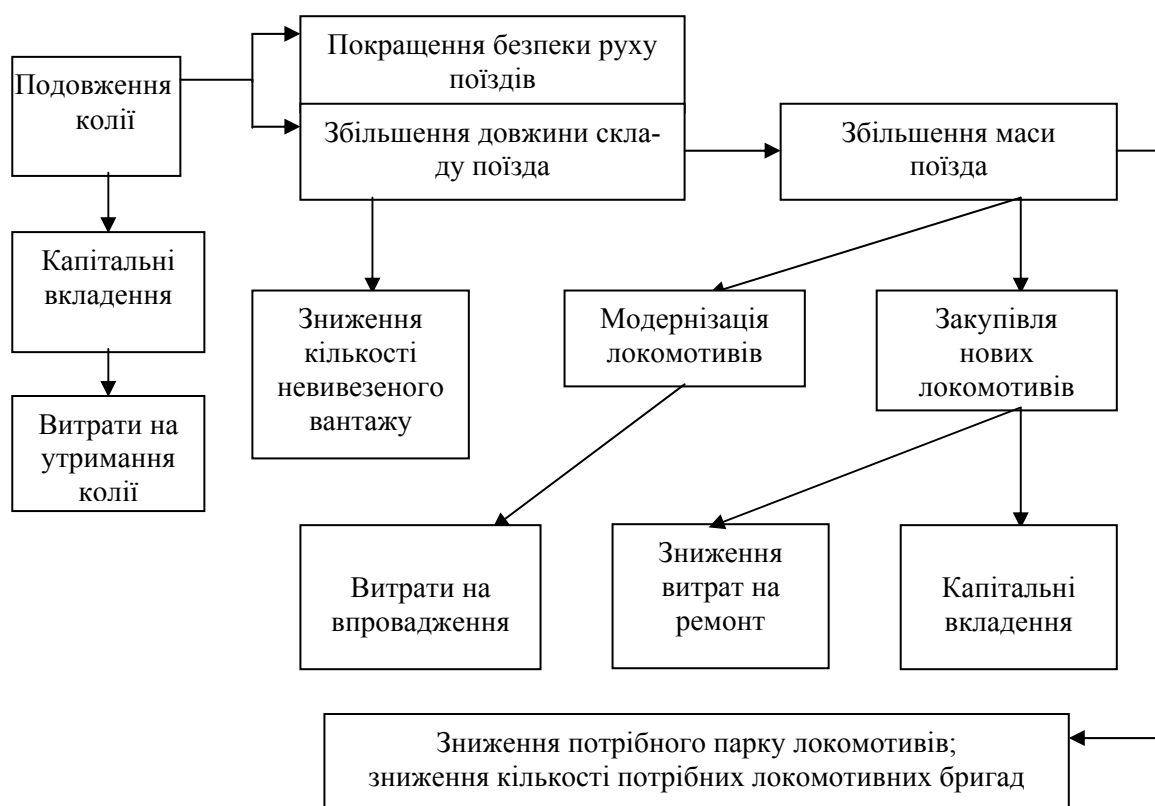 Покращення безпеки руху
поїздів
Подовження
колії
Збільшення довжини скла-
ду поїзда
Збільшення маси
поїзда
Капітальні
вкладення
Зниження
кількості
невивезеного
вантажу
Модернізація
локомотивів
Закупівля
нових
локомотивів
Витрати на
утримання
колії
Витрати на
впровадження
Зниження
витрат на
ремонт
Капітальні
вкладення
Зниження потрібного парку локомотивів;
зниження кількості потрібних локомотивних бригад